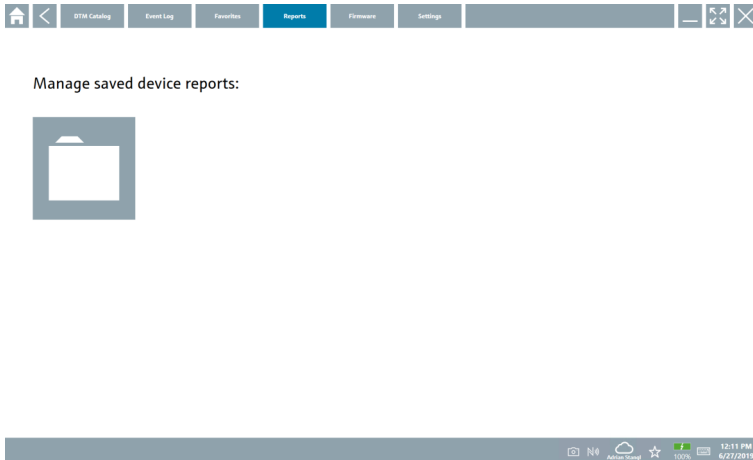 DTM Catalog Event Log Favorites Reports Firmware Settings
Manage saved device reports:
Adrian Stanal 100% 12:11 PM
6/27/2019